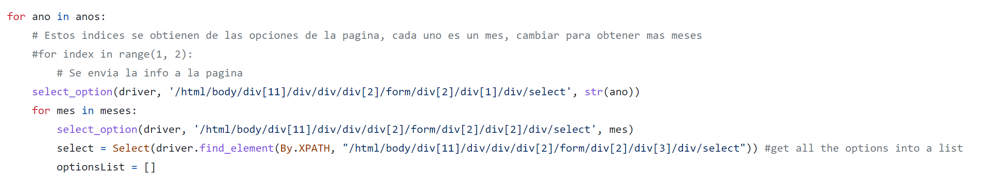 for ano in anos:
    # Estos indices se obtienen de las opciones de la pagina, cada uno es un mes, cambiar para obtener mas meses
    #for index in range(1, 2):
        # Se envia la info a la pagina
    select_option(driver, '/html/body/div[11]/div/div/div[2]/form/div[2]/div[1]/div/select', str(ano))
    for mes in meses:
        select_option(driver, '/html/body/div[11]/div/div/div[2]/form/div[2]/div[2]/div/select', mes)
        select = Select(driver.find_element(By.XPATH, "/html/body/div[11]/div/div/div[2]/form/div[2]/div[3]/div/select")) #get all the options into a list
        optionsList = []